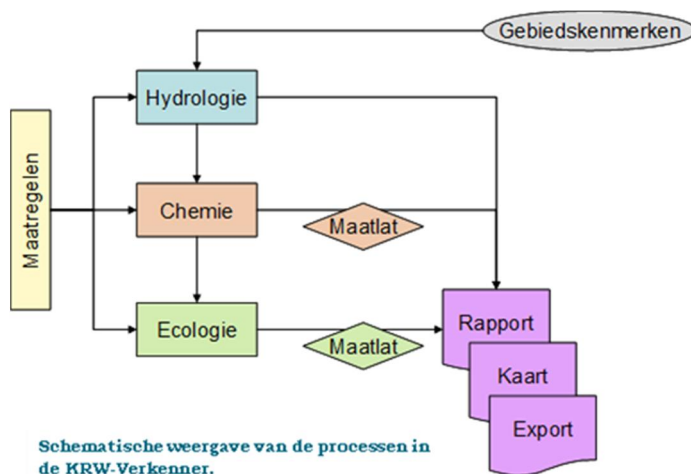 Gebiedskenmerken
Hydrologie
Maatregelen
Chemie
Maatlat
Ecologie
Maatlat
Rapport
Kaart
Export
Schematische weergave van de processen in
de KRW-Verkenner.